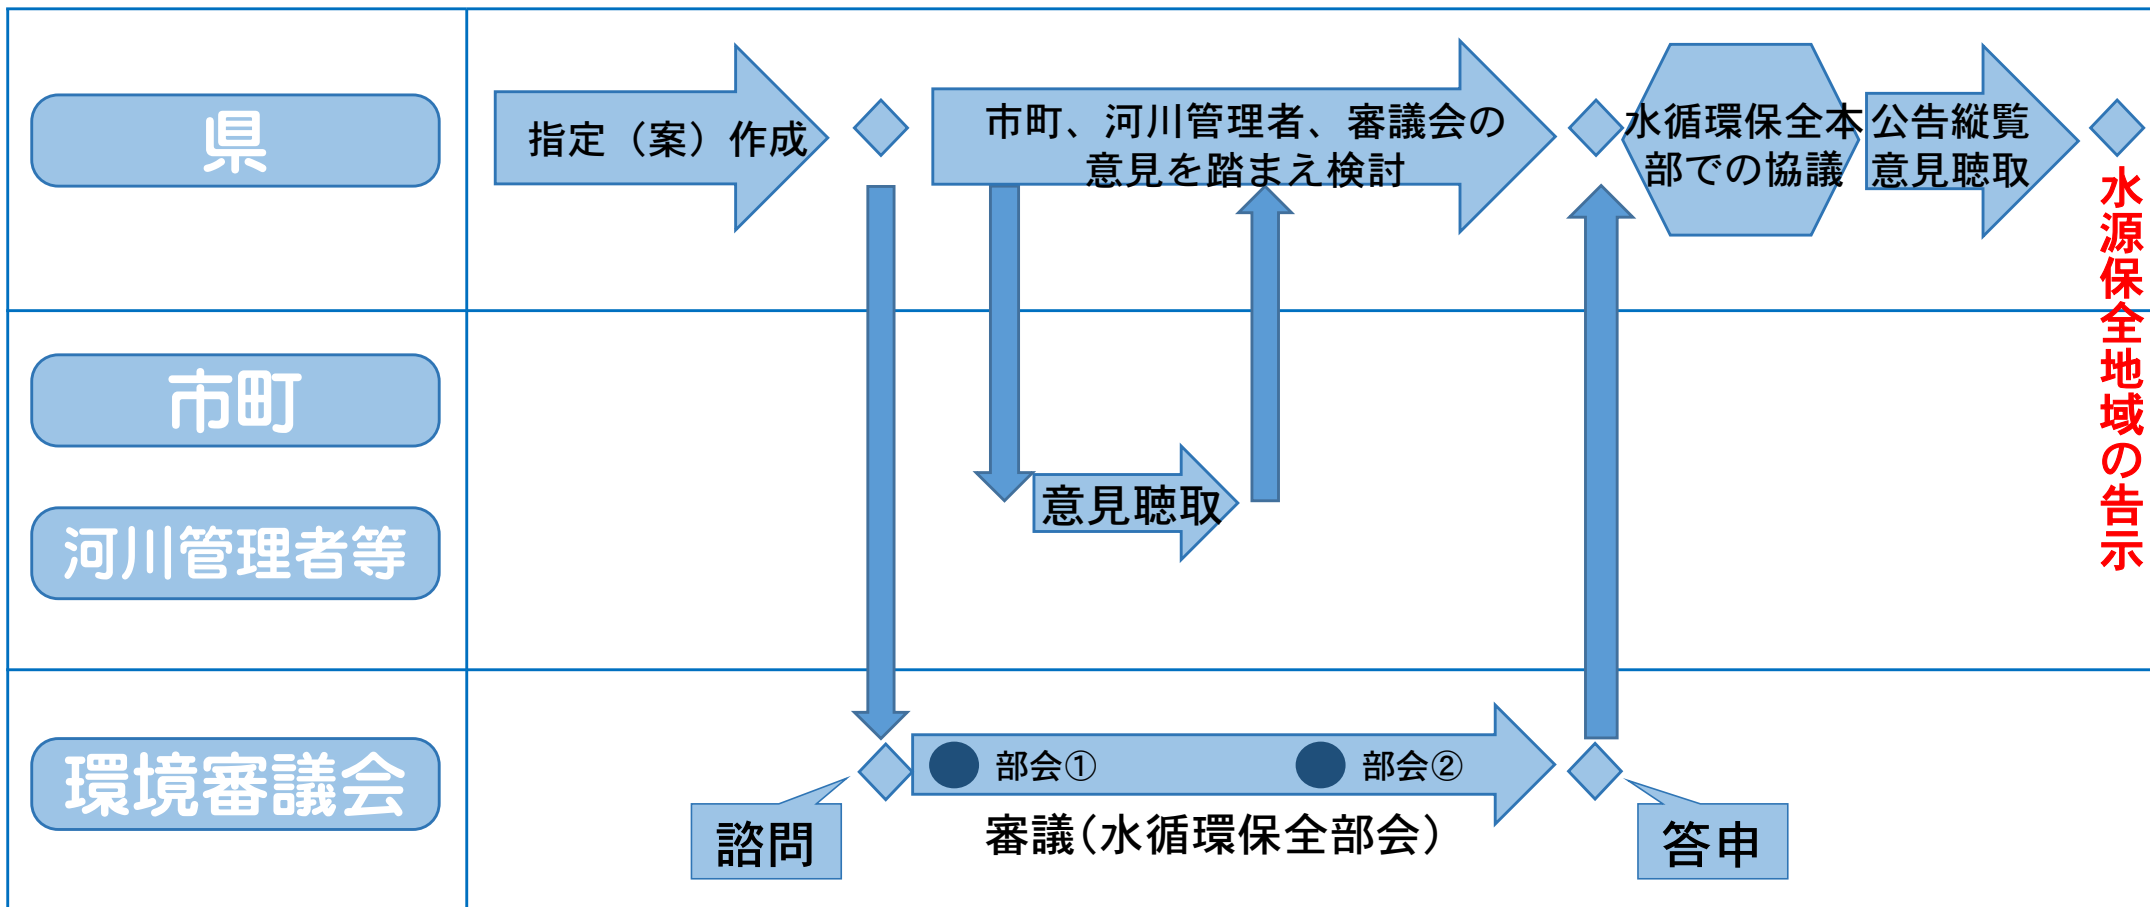 県
指定（案）作成
市町、河川管理者、審議会の
意見を踏まえ検討
水循環保全本
部での協議
公告縦覧
意見聴取
水源保全地域の告示
市町
河川管理者等
意見聴取
環境審議会
部会①
部会②
審議(水循環保全部会)
諮問
答申